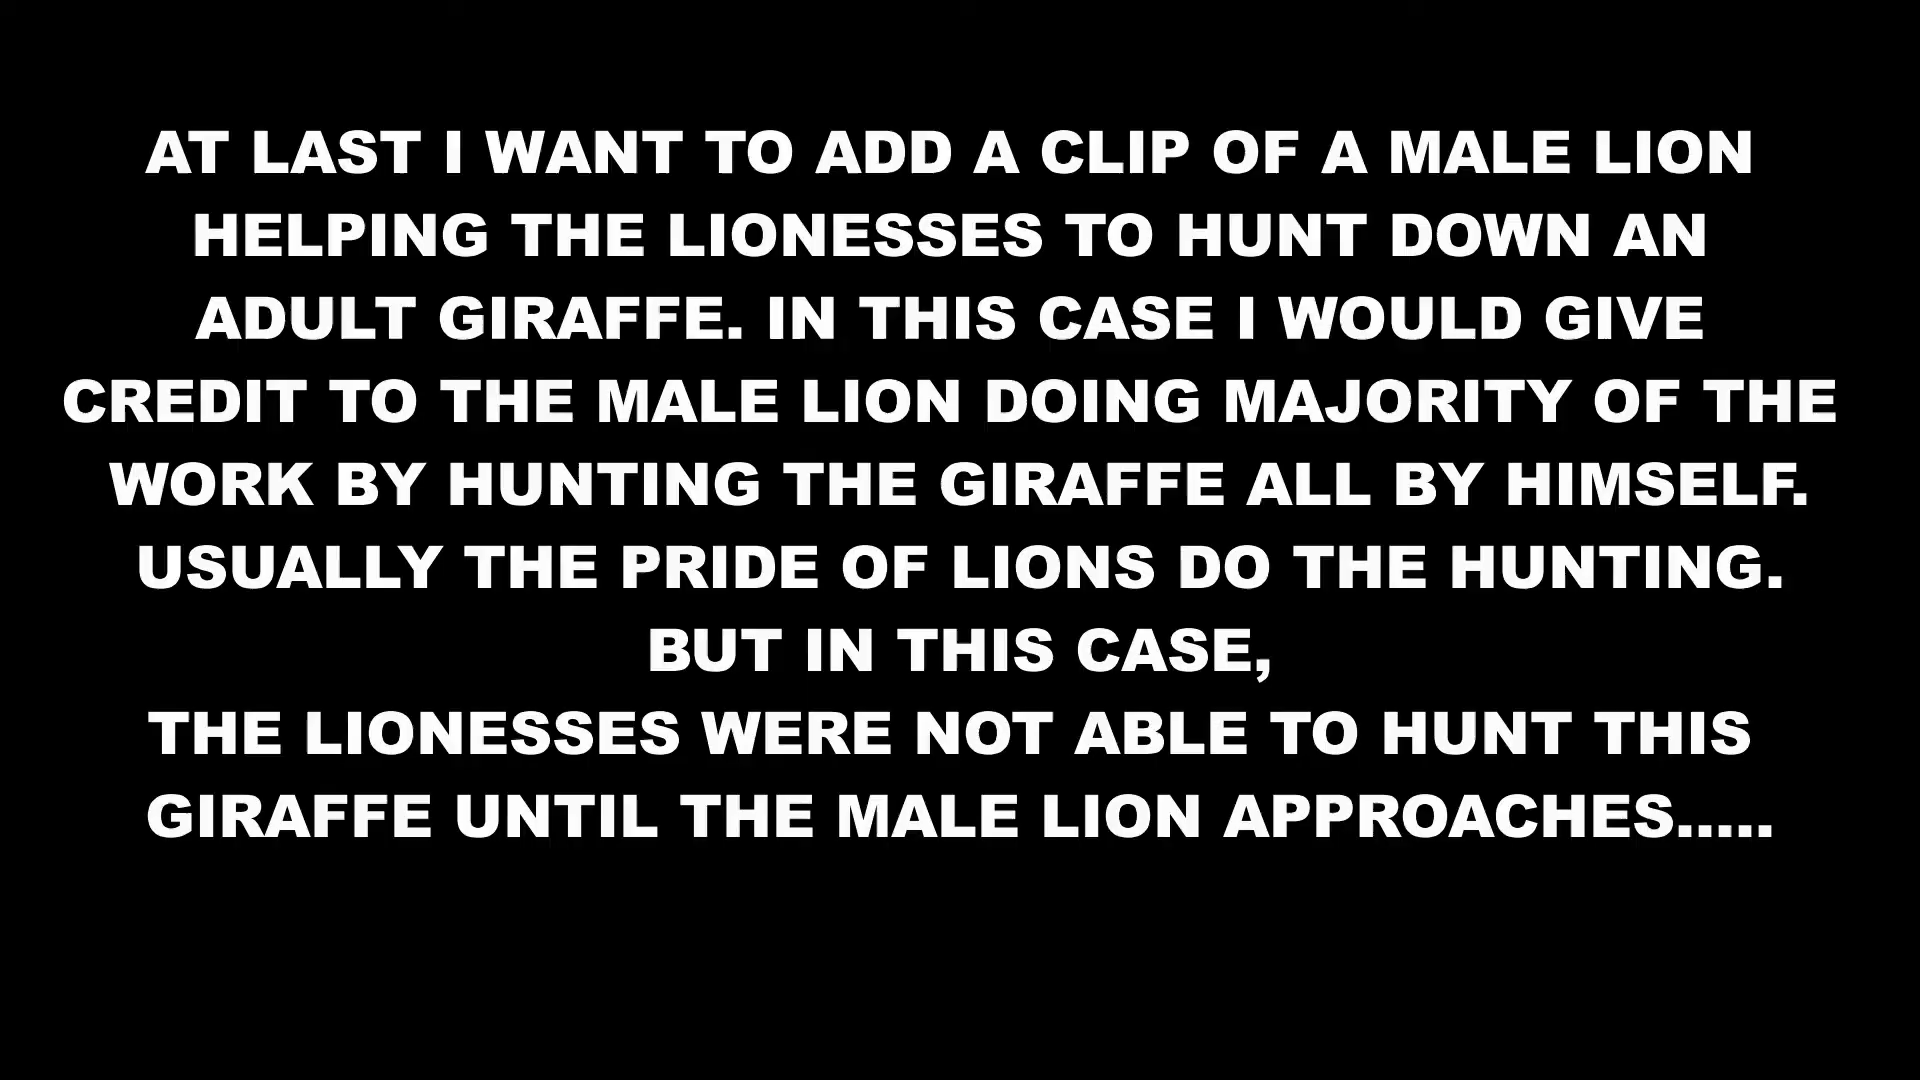 AT LAST I WANT TO ADD A CLIP OF A MALE LION
HELPING THE LIONESSES TO HUNT DOWN AN
ADULT GIRAFFE. IN THIS CASE I WOULD GIVE
CREDIT TO THE MALE LION DOING MAJORITY OF THE
WORK BY HUNTING THE GIRAFFE ALL BY HIMSELF.
USUALLY THE PRIDE OF LIONS DO THE HUNTING.
BUT IN THIS CASE,
THE LIONESSES WERE NOT ABLE TO HUNT THIS
GIRAFFE UNTIL THE MALE LION APPROACHES.....